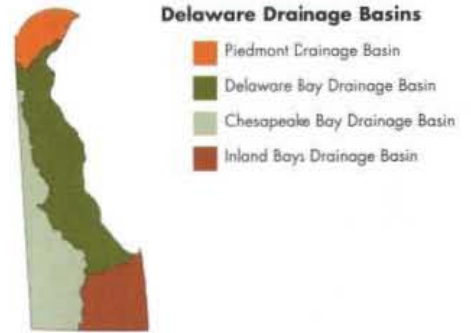 Delaware Drainage Basins
Piedmont Drainage Basin
Delaware Bay Drainage Basin
Chesapeake Bay Drainage Basin
Inland Bays Drainage Basin